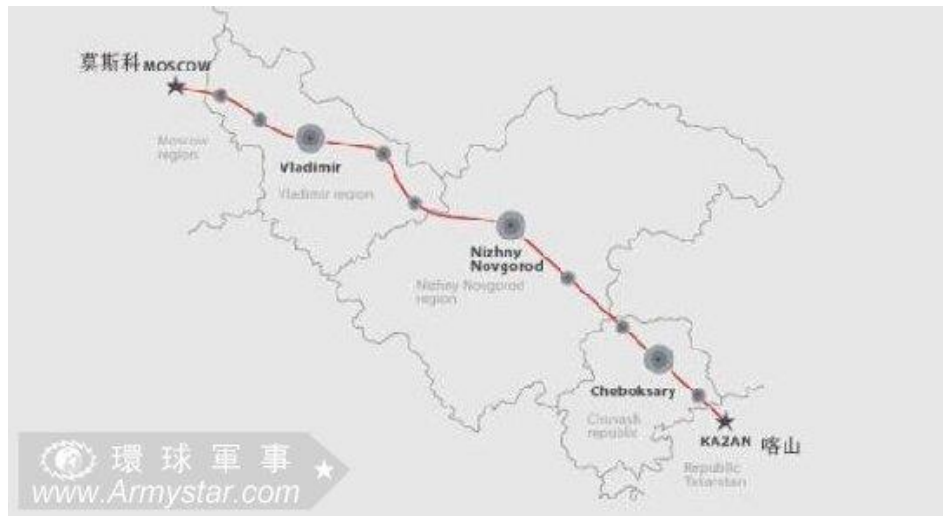 莫斯科 MOSCOW
Moscow
region
Vladimir
Vladimir region
Nizhny
Novgorod
Nizhny Novgorod
region
Cheboksary
Chuvash
republic
KAZAN 喀山
Republic
Tatarstan
環球軍事
www.Armystar.com